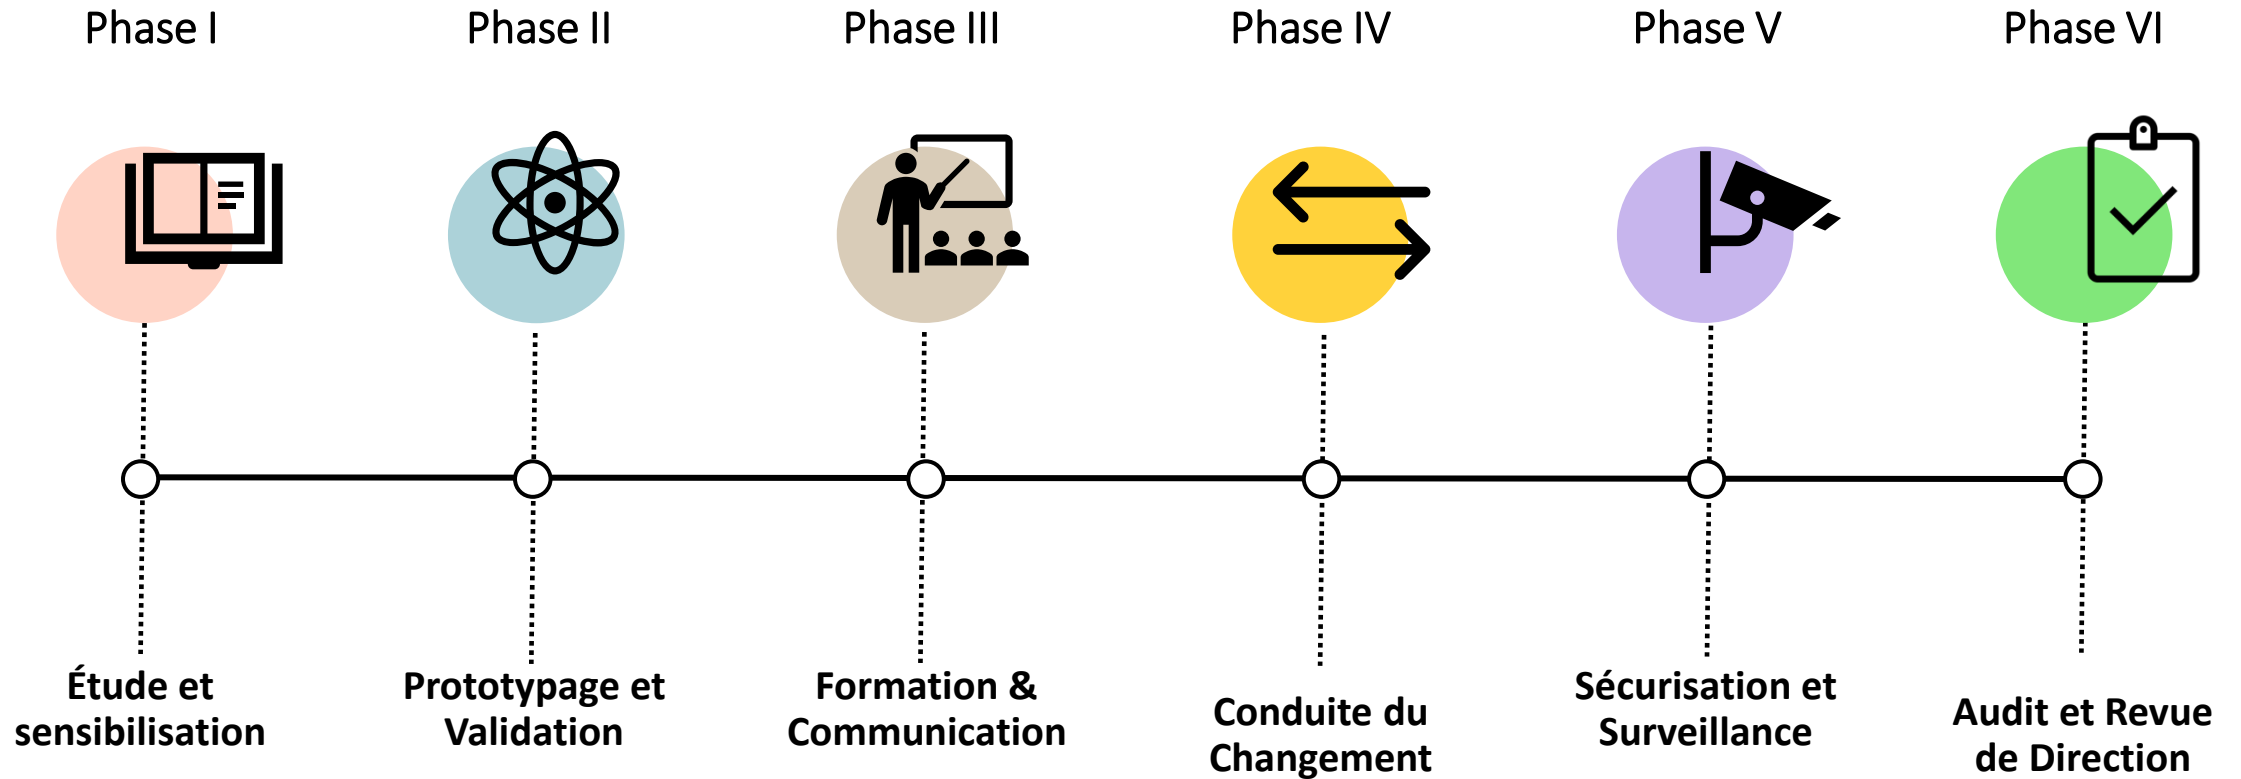 Phase I
Phase II
Phase III
Phase IV
Phase V
Phase VI
Étude et
sensibilisation
Prototypage et
Validation
Formation &
Communication
Conduite du
Changement
Sécurisation et
Surveillance
Audit et Revue
de Direction